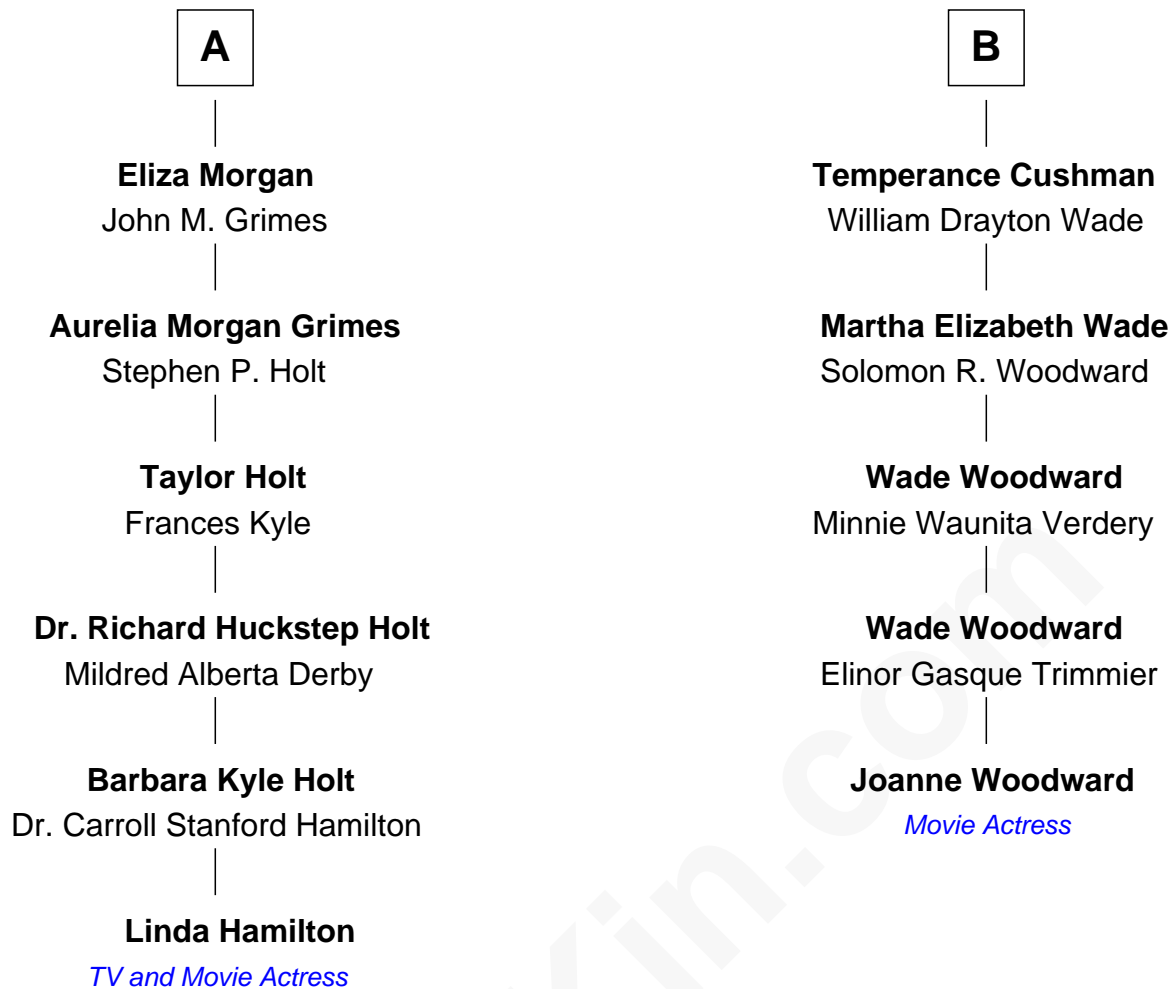 A
Eliza Morgan
John M. Grimes
Aurelia Morgan Grimes
Stephen P. Holt
Taylor Holt
Frances Kyle
Dr. Richard Huckstep Holt
Mildred Alberta Derby
Barbara Kyle Holt
Dr. Carroll Stanford Hamilton
Linda Hamilton
TV and Movie Actress
B
Temperance Cushman
William Drayton Wade
Martha Elizabeth Wade
Solomon R. Woodward
Wade Woodward
Minnie Waunita Verdery
Wade Woodward
Elinor Gasque Trimmier
Joanne Woodward
Movie Actress
Kin.com